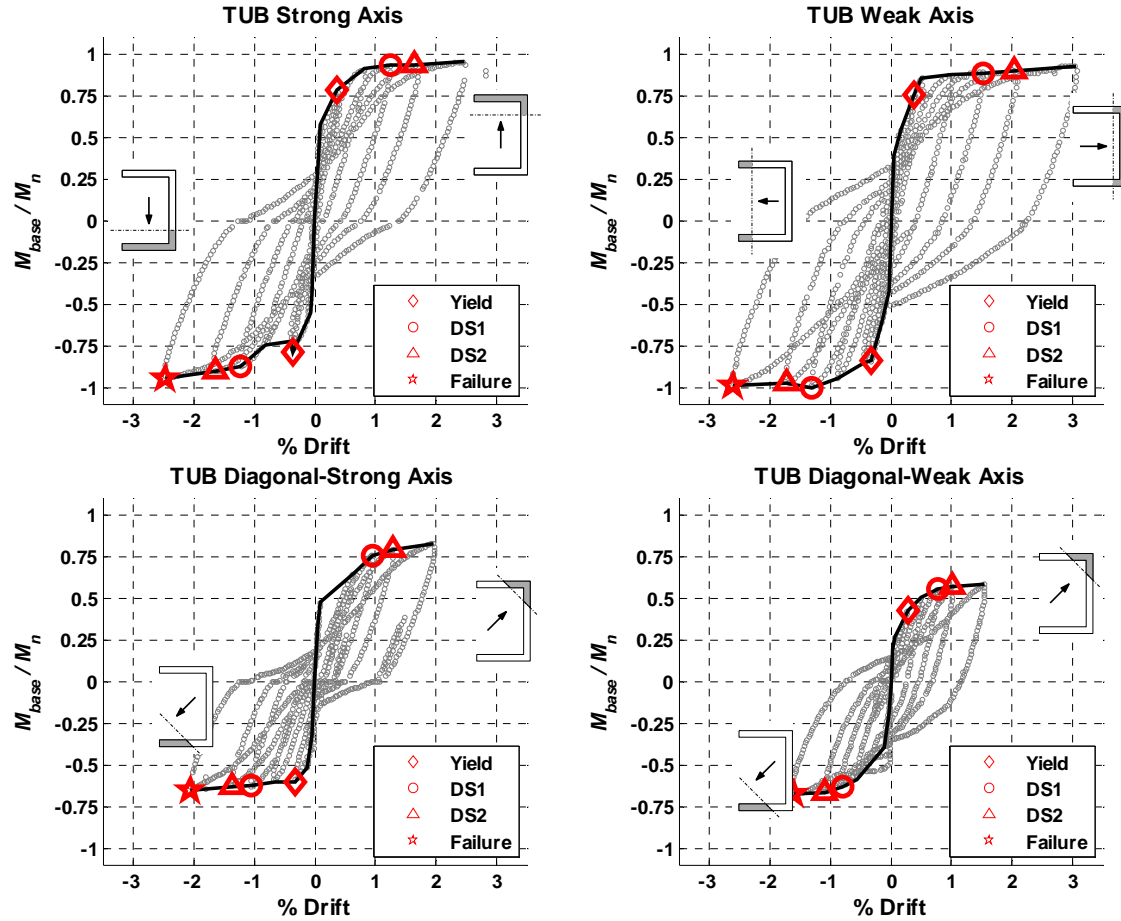 TUB Strong Axis
1
0.75
0.5
0.25
0
-0.25
-0.5
-0.75
-1
M_base / M_n
-3 -2 -1 0 1 2 3
% Drift
Yield
DS1
DS2
Failure
TUB Weak Axis
1
0.75
0.5
0.25
0
-0.25
-0.5
-0.75
-1
M_base / M_n
-3 -2 -1 0 1 2 3
% Drift
Yield
DS1
DS2
Failure
TUB Diagonal-Strong Axis
1
0.75
0.5
0.25
0
-0.25
-0.5
-0.75
-1
M_base / M_n
-3 -2 -1 0 1 2 3
% Drift
Yield
DS1
DS2
Failure
TUB Diagonal-Weak Axis
1
0.75
0.5
0.25
0
-0.25
-0.5
-0.75
-1
M_base / M_n
-3 -2 -1 0 1 2 3
% Drift
Yield
DS1
DS2
Failure